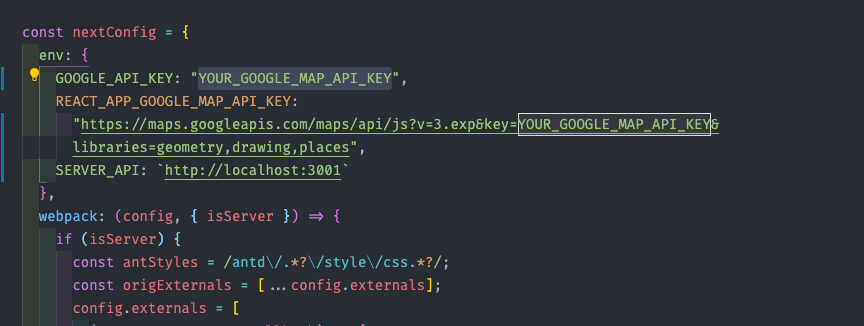 const nextConfig = {
env: {
GOOGLE_API_KEY: "YOUR_GOOGLE_MAP_API_KEY",
REACT_APP_GOOGLE_MAP_API_KEY:
"https://maps.googleapis.com/maps/api/js?v=3.exp&key=YOUR_GOOGLE_MAP_API_KEY&
libraries=geometry,drawing,places",
SERVER_API: `http://localhost:3001`
},
webpack: (config, { isServer }) => {
if (isServer) {
const antStyles = /antd\/.*?\/style\/css.*?/;
const origExternals = [...config.externals];
config.externals = [